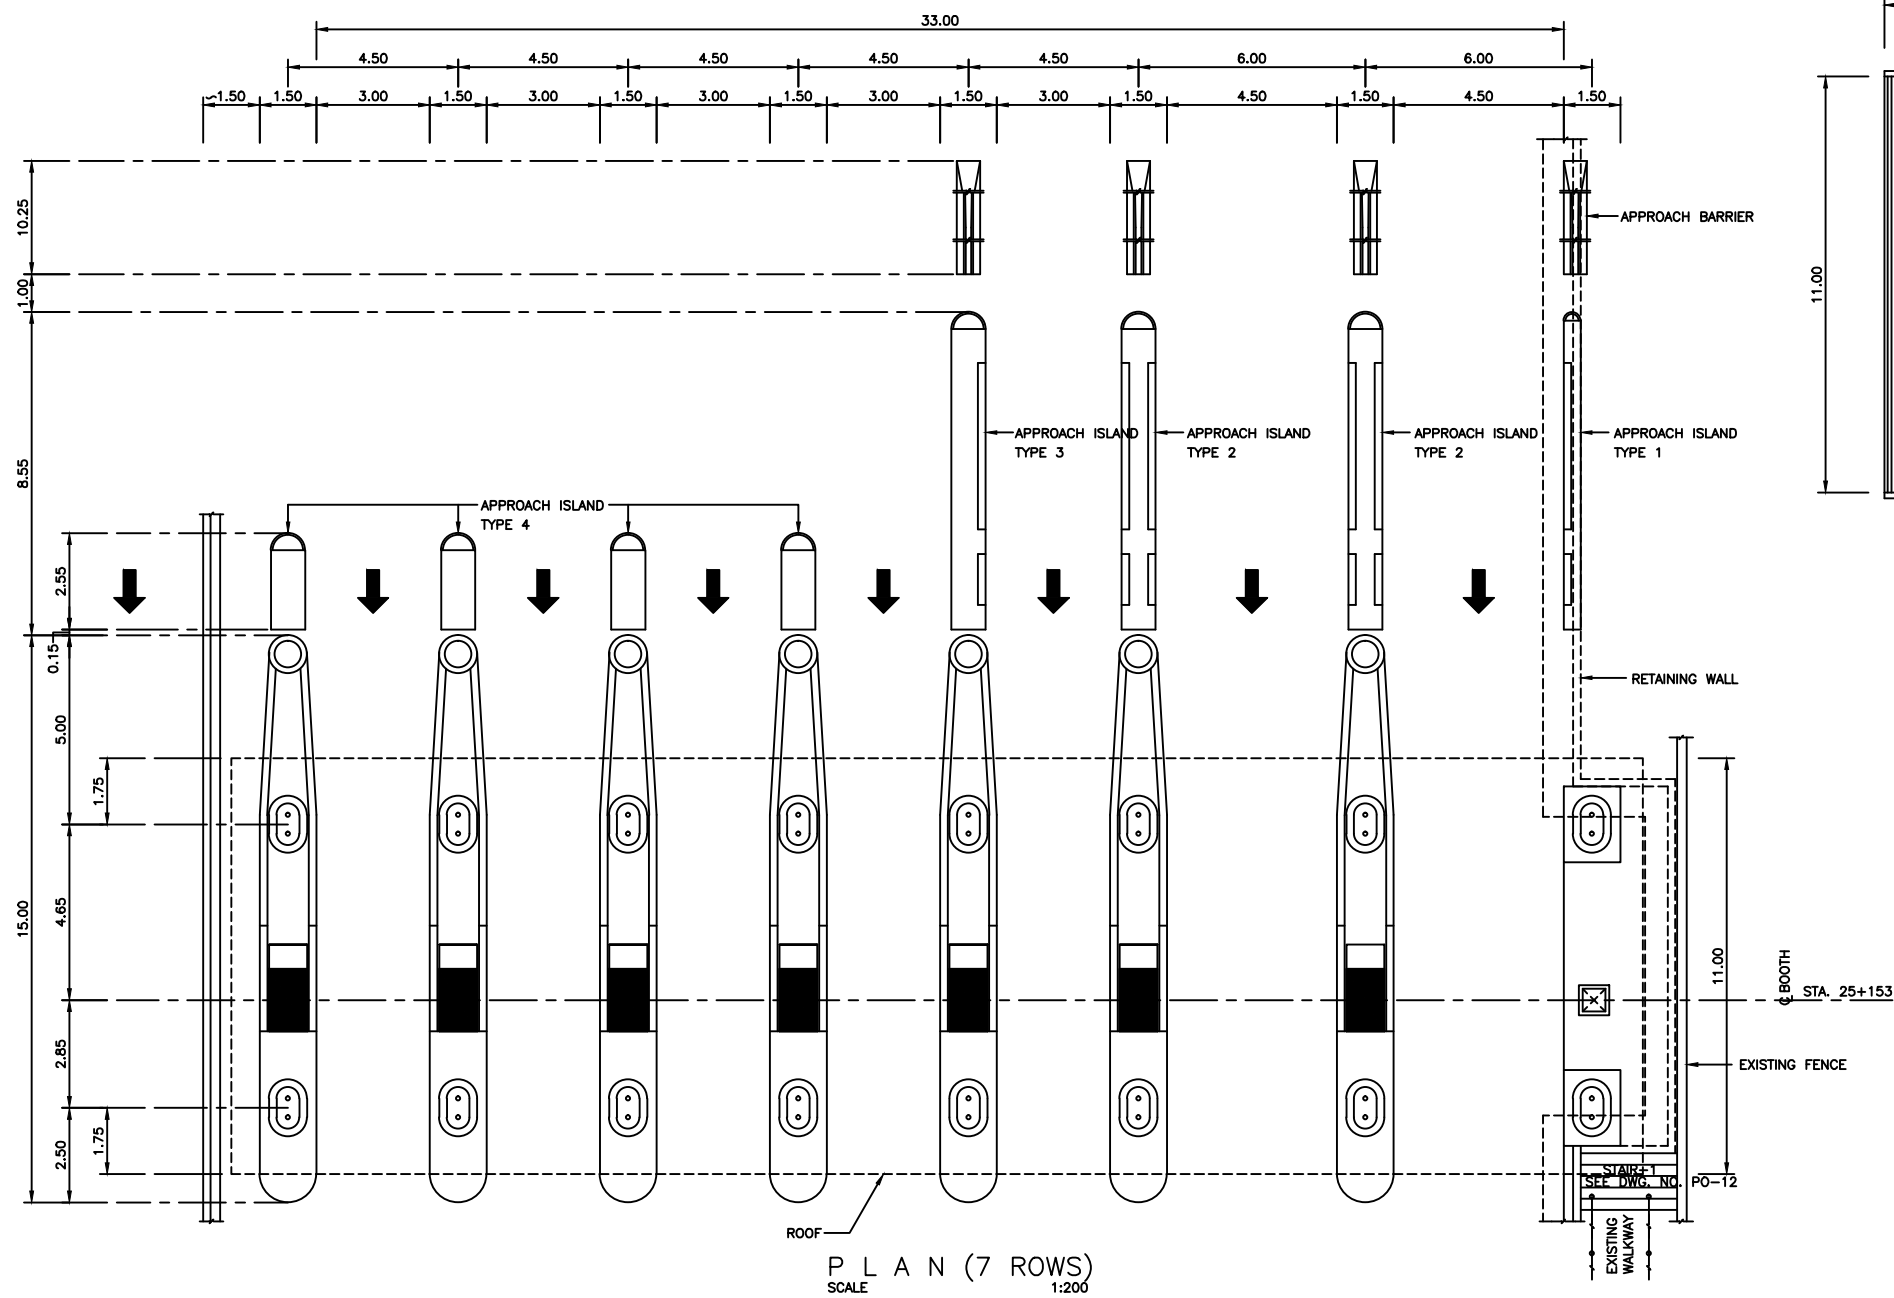 33.00
4.50 4.50 4.50 4.50 4.50 6.00 6.00
~1.50 1.50 3.00 1.50 3.00 1.50 3.00 1.50 3.00 1.50 3.00 1.50 4.50 1.50 4.50 1.50
10.25
1.00
8.55
2.55
0.15
15.00
5.00
1.75
4.65
2.85
2.50
1.75
APPROACH BARRIER
11.00
APPROACH ISLAND
TYPE 3
APPROACH ISLAND
TYPE 2
APPROACH ISLAND
TYPE 2
APPROACH ISLAND
TYPE 1
APPROACH ISLAND
TYPE 4
RETAINING WALL
11.00
℄ BOOTH
STA. 25+153
EXISTING FENCE
STAIR-1
SEE DWG. NO. PO-12
EXISTING
WALKWAY
ROOF
P L A N (7 ROWS)
SCALE 1:200